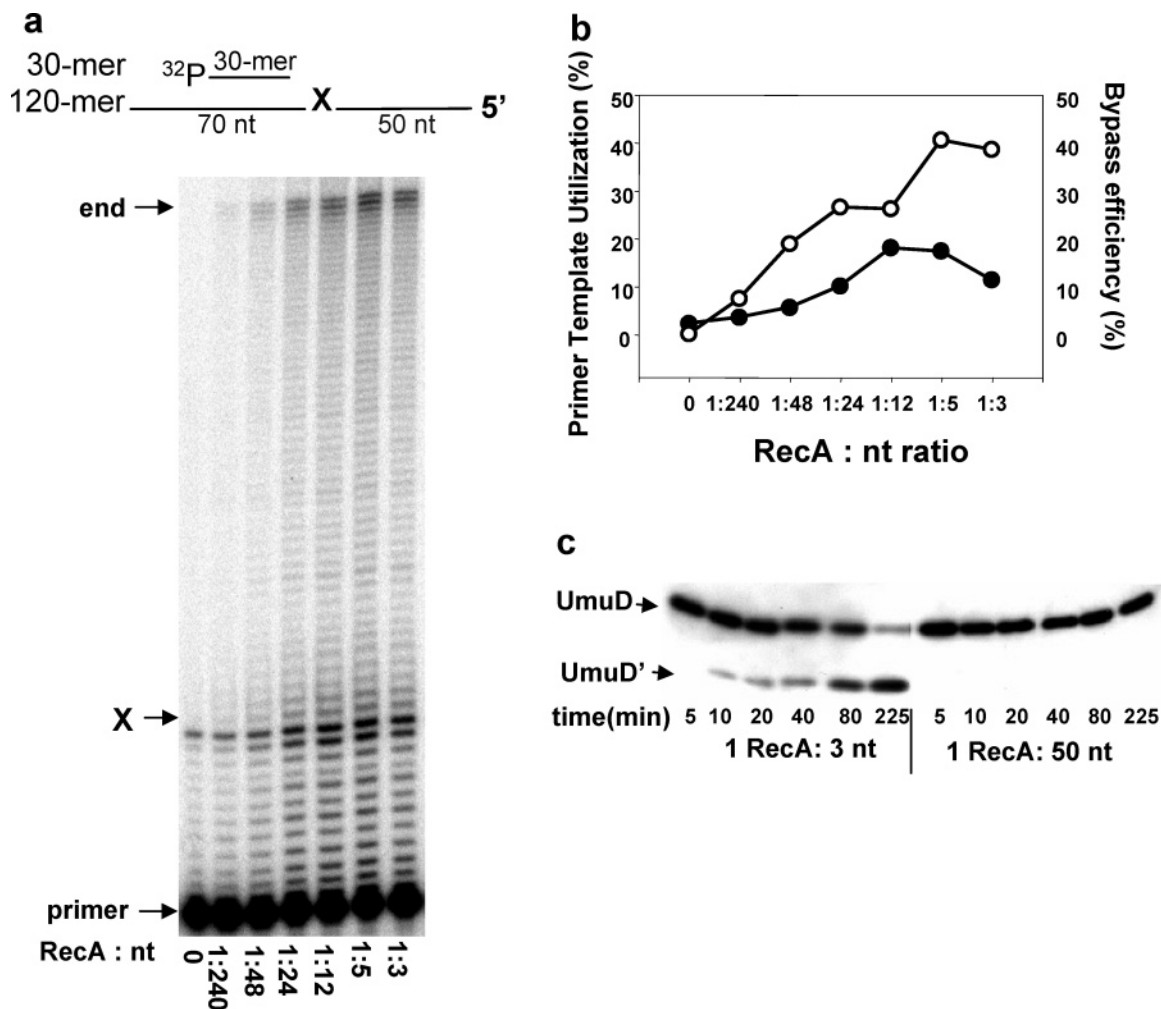 a
30-mer
32P 30-mer
120-mer X 5’
70 nt 50 nt
end
X
primer
RecA : nt 0 1:240 1:48 1:24 1:12 1:5 1:3
b
Primer Template Utilization (%)
50
40
30
20
10
0
Bypass efficiency (%)
50
40
30
20
10
0
0 1:240 1:48 1:24 1:12 1:5 1:3
RecA : nt ratio
c
UmuD
UmuD’
time(min) 5 10 20 40 80 225 5 10 20 40 80 225
1 RecA: 3 nt 1 RecA: 50 nt